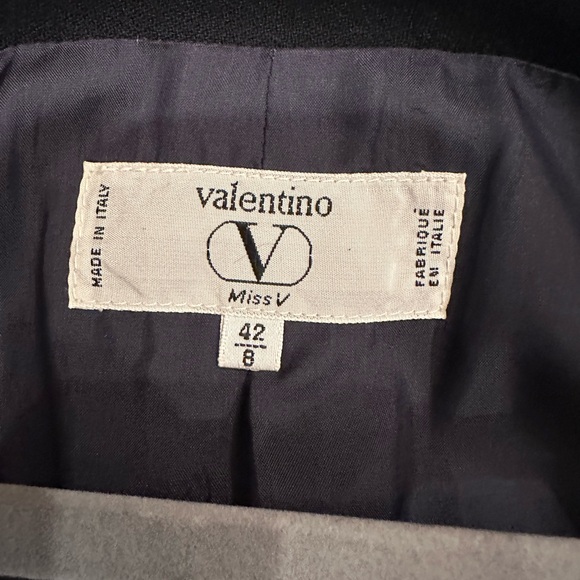 valentino
V
Miss V
MADE IN ITALY
FABRIQUÉ
EN ITALIE
42
8